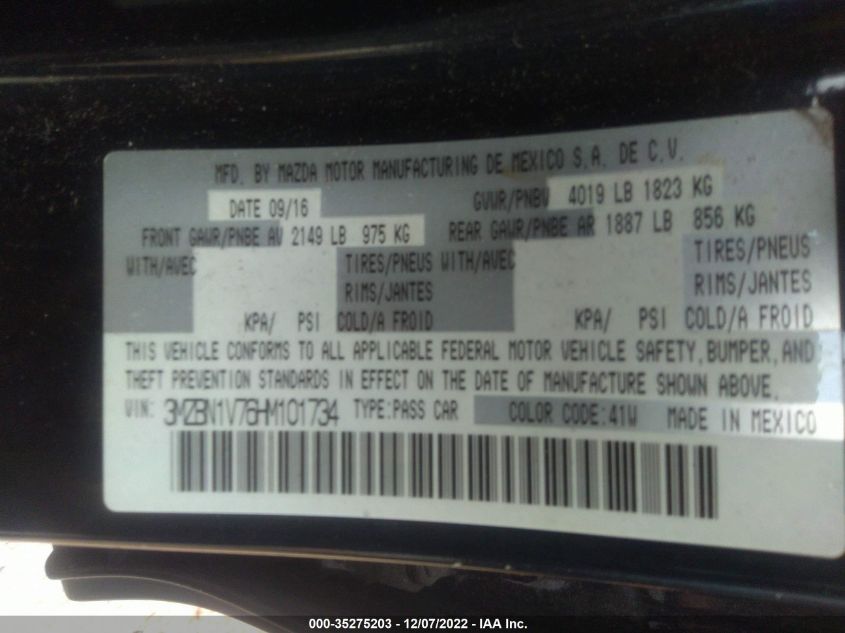 MFD. BY MAZDA MOTOR MANUFACTURING DE MEXICO S.A. DE C.V.
DATE 09/16 GVWR/PNBV 4019 LB 1823 KG
FRONT GAWR/PNBE AV 2149 LB 975 KG REAR GAWR/PNBE AR 1887 LB 856 KG
WITH/AVEC TIRES/PNEUS WITH/AVEC TIRES/PNEUS
RIMS/JANTES RIMS/JANTES
KPA/ PSI COLD/A FROID KPA/ PSI COLD/A FROID
THIS VEHICLE CONFORMS TO ALL APPLICABLE FEDERAL MOTOR VEHICLE SAFETY, BUMPER, AND
THEFT PREVENTION STANDARDS IN EFFECT ON THE DATE OF MANUFACTURE SHOWN ABOVE.
VIN: 3MZBN1V76HM101734 TYPE:PASS CAR COLOR CODE:41W MADE IN MEXICO
000-35275203 - 12/07/2022 - IAA Inc.